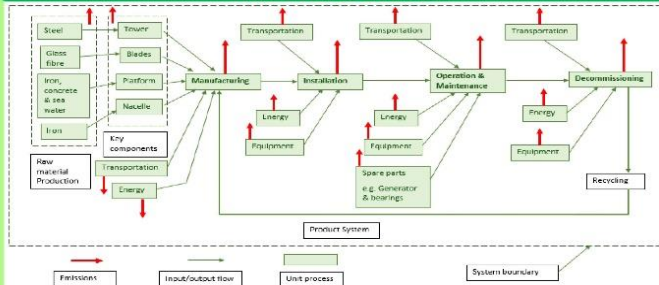 Steel
Glass
fibre
Iron,
concrete
& sea
water
Iron
Raw
material
Production
Tower
Blades
Platform
Nacelle
Key
components
Transportation
Energy
Manufacturing
Transportation
Installation
Energy
Equipment
Transportation
Operation &
Maintenance
Energy
Equipment
Spare parts
e.g. Generator
& bearings
Transportation
Decommissioning
Energy
Equipment
Recycling
Product System
Emissions
Input/output flow
Unit process
System boundary